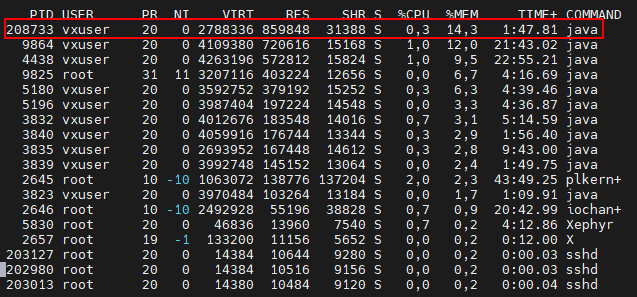 PID USER PR NI VIRT RES SHR S %CPU %MEM TIME+ COMMAND
208733 vxuser 20 0 2788336 859848 31388 S 0,3 14,3 1:47.81 java
9864 vxuser 20 0 4109380 720616 15168 S 1,0 12,0 21:43.02 java
4438 vxuser 20 0 4263196 572812 15824 S 1,0 9,5 22:55.21 java
9825 root 31 11 3207116 403224 12656 S 0,0 6,7 4:16.69 java
5180 vxuser 20 0 3592752 379192 15252 S 0,3 6,3 4:39.46 java
5196 vxuser 20 0 3987404 197224 14548 S 0,0 3,3 4:36.87 java
3832 vxuser 20 0 4012676 183548 14016 S 0,7 3,1 5:14.59 java
3840 vxuser 20 0 4059916 176744 13344 S 0,3 2,9 1:56.40 java
3835 vxuser 20 0 2693952 167448 14612 S 0,3 2,8 9:43.00 java
3839 vxuser 20 0 3992748 145152 13064 S 0,0 2,4 1:49.75 java
2645 root 10 -10 1063072 138776 137204 S 2,0 2,3 43:49.25 plkern+
3823 vxuser 20 0 3970484 103264 13184 S 0,0 1,7 1:09.91 java
2646 root 10 -10 2492928 55196 38828 S 0,7 0,9 20:42.99 iochan+
5830 root 20 0 46836 13960 7540 S 0,7 0,2 4:12.86 Xephyr
2657 root 19 -1 133200 11156 5652 S 0,0 0,2 0:12.00 X
203127 root 20 0 14384 10644 9280 S 0,0 0,2 0:00.03 sshd
202980 root 20 0 14384 10516 9156 S 0,0 0,2 0:00.04 sshd
203013 root 20 0 14380 10484 9120 S 0,0 0,2 0:00.04 sshd